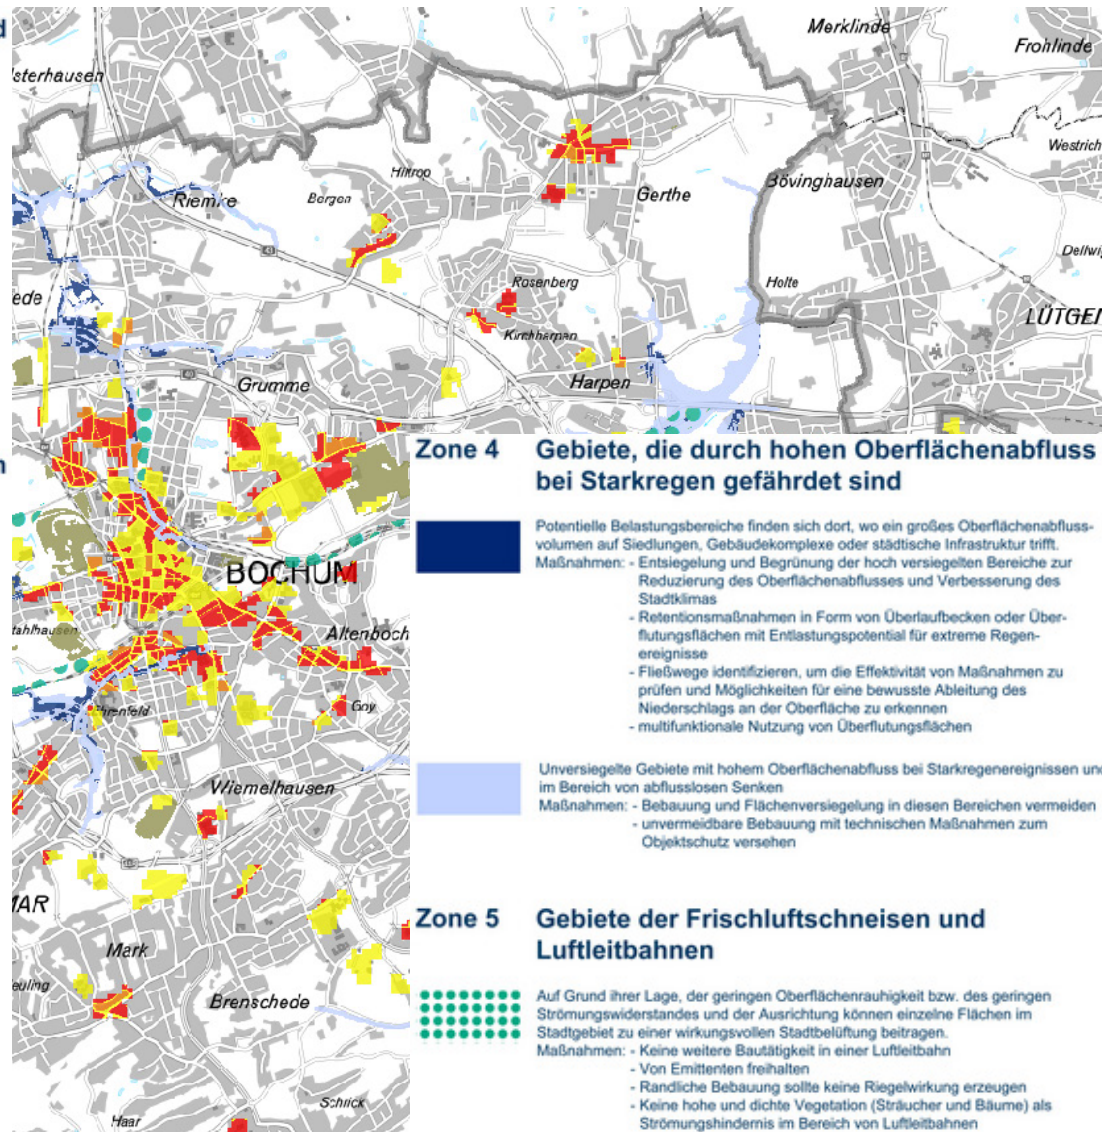 d
Merklinde
Frohlinde
Westrich
Hiltrop
Bergen
Riemke
Gerthe
Bövinghausen
43
Rosenberg
Holte
Kirchharpen
LÜTGEN
40
Grumme
Harpen
n
BOCHUM
tahlhausen
Altenboch
Ehrenfeld
Goy
Wiemelhausen
MAR
Mark
Brenschede
Schrick
Haar
Zone 4 Gebiete, die durch hohen Oberflächenabfluss
bei Starkregen gefährdet sind
Potentielle Belastungsbereiche finden sich dort, wo ein großes Oberflächenabfluss-
volumen auf Siedlungen, Gebäudekomplexe oder städtische Infrastruktur trifft.
Maßnahmen: - Entsiegelung und Begrünung der hoch versiegelten Bereiche zur
Reduzierung des Oberflächenabflusses und Verbesserung des
Stadtklimas
- Retentionsmaßnahmen in Form von Überlaufbecken oder Über-
flutungsflächen mit Entlastungspotential für extreme Regen-
ereignisse
- Fließwege identifizieren, um die Effektivität von Maßnahmen zu
prüfen und Möglichkeiten für eine bewusste Ableitung des
Niederschlags an der Oberfläche zu erkennen
- multifunktionale Nutzung von Überflutungsflächen
Unversiegelte Gebiete mit hohem Oberflächenabfluss bei Starkregenereignissen und
im Bereich von abflusslosen Senken
Maßnahmen: - Bebauung und Flächenversiegelung in diesen Bereichen vermeiden
- unvermeidbare Bebauung mit technischen Maßnahmen zum
Objektschutz versehen
Zone 5 Gebiete der Frischluftschneisen und
Luftleitbahnen
Auf Grund ihrer Lage, der geringen Oberflächenrauhigkeit bzw. des geringen
Strömungswiderstandes und der Ausrichtung können einzelne Flächen im
Stadtgebiet zu einer wirkungsvollen Stadtbelüftung beitragen.
Maßnahmen: - Keine weitere Bautätigkeit in einer Luftleitbahn
- Von Emittenten freihalten
- Randliche Bebauung sollte keine Riegelwirkung erzeugen
- Keine hohe und dichte Vegetation (Sträucher und Bäume) als
Strömungshindernis im Bereich von Luftleitbahnen